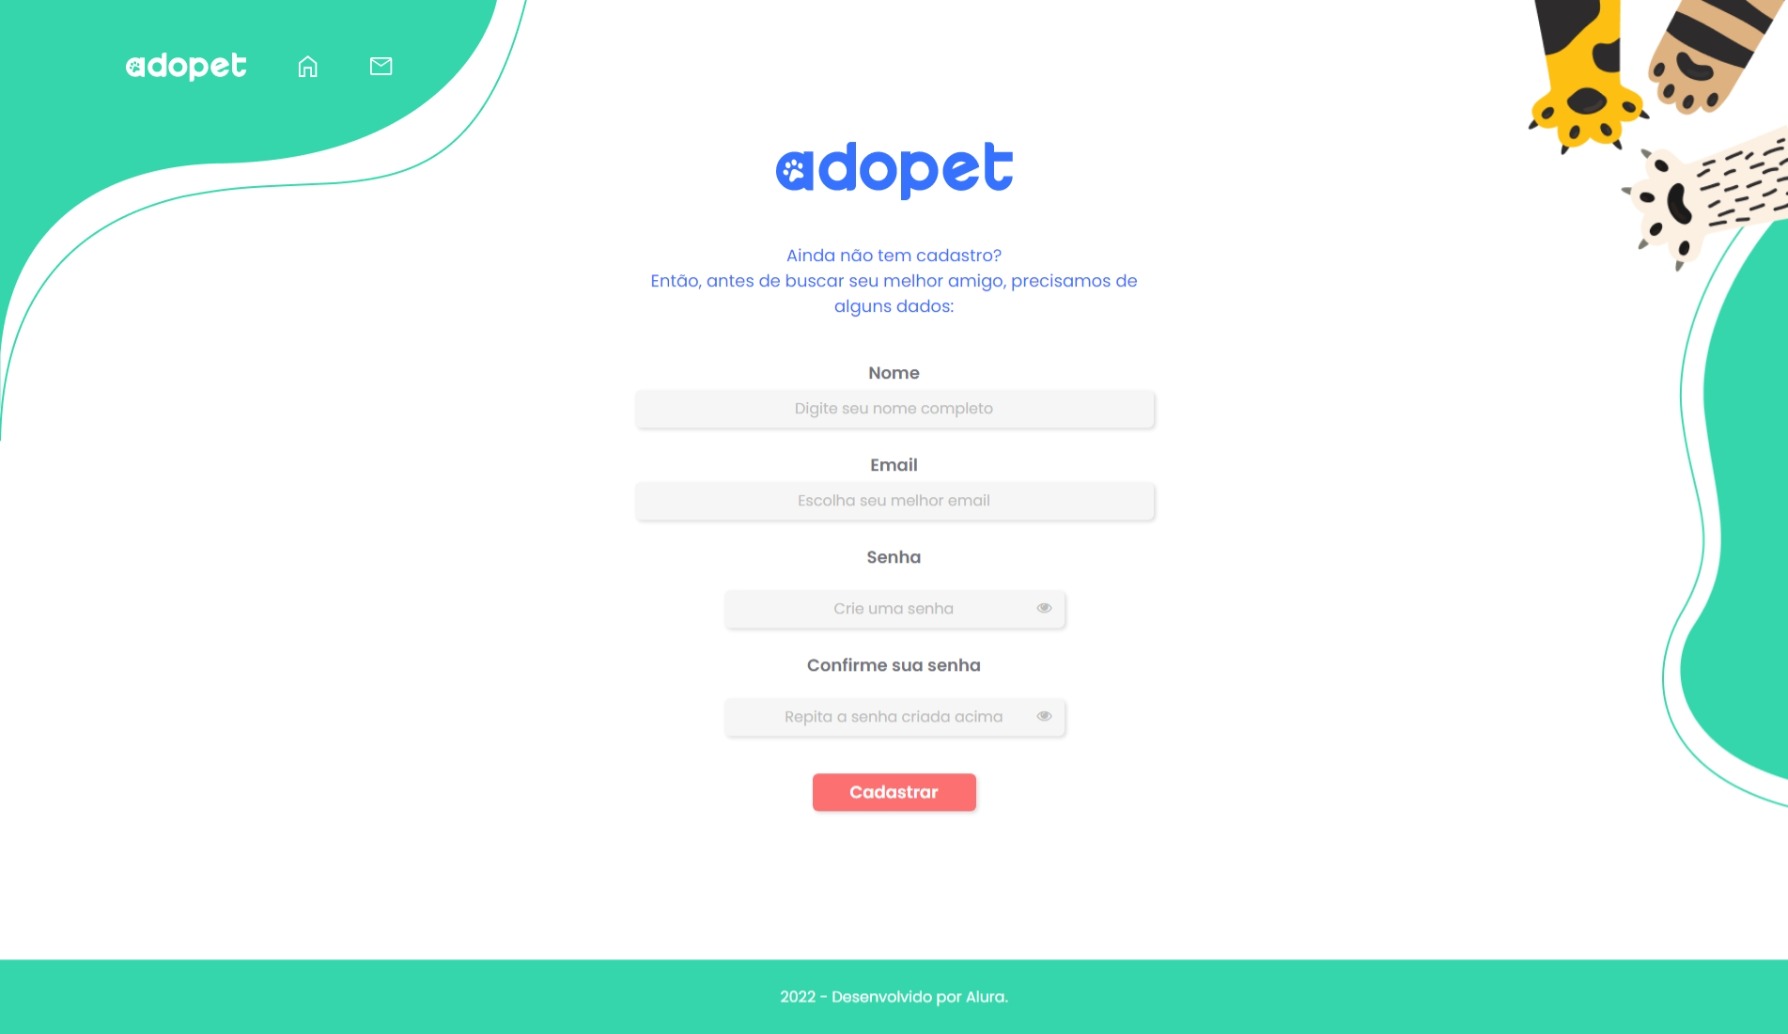 adopet
adopet
Ainda não tem cadastro?
Então, antes de buscar seu melhor amigo, precisamos de
alguns dados:
Nome
Digite seu nome completo
Email
Escolha seu melhor email
Senha
Crie uma senha
Confirme sua senha
Repita a senha criada acima
Cadastrar
2022 - Desenvolvido por Alura.